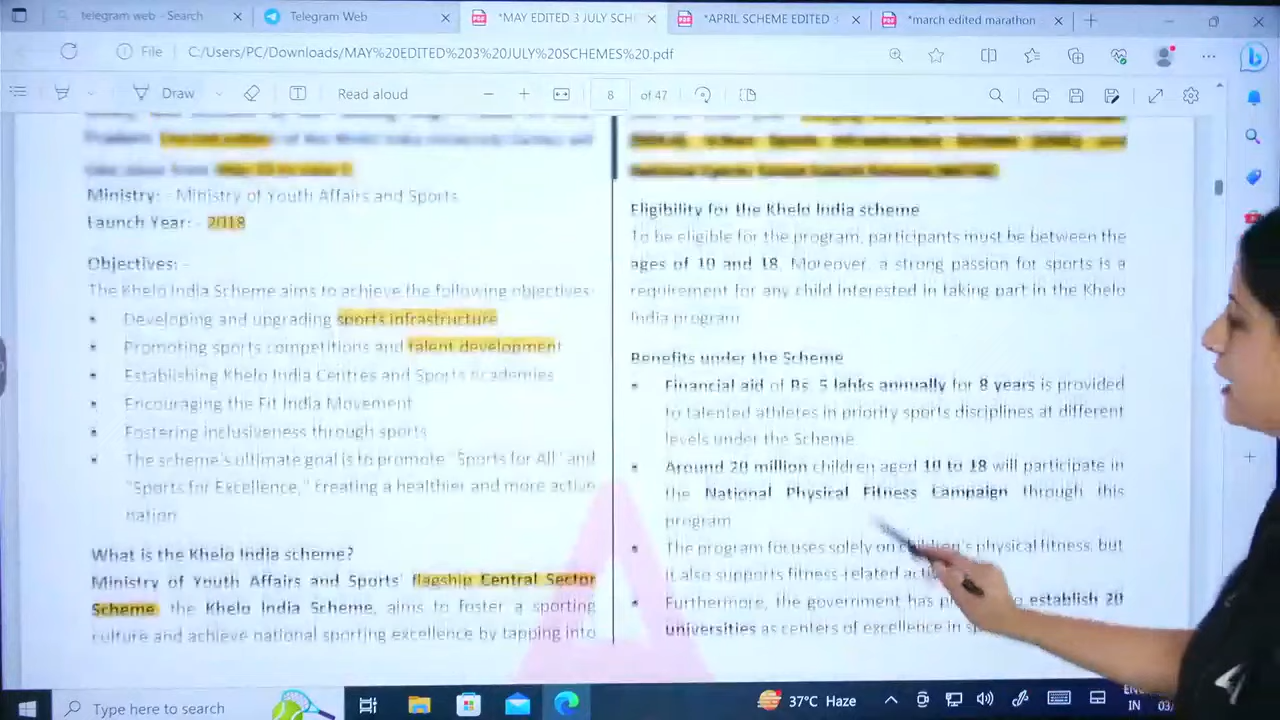 telegram web - Search
Telegram Web
*MAY EDITED 3 JULY SCH
*APRIL SCHEME EDITED
*march edited marathon
File
C:/Users/PC/Downloads/MAY%20EDITED%203%20JULY%20SCHEMES%20.pdf
Draw
Read aloud
8 of 47
Ministry: - Ministry of Youth Affairs and Sports
Launch Year: - 2018
Objectives: -
The Khelo India Scheme aims to achieve the following objectives-
Developing and upgrading sports infrastructure
Promoting sports competitions and talent development
Establishing Khelo India Centres and Sports Academies
Encouraging the Fit India Movement
Fostering inclusiveness through sports
The scheme's ultimate goal is to promote "Sports for All" and
"Sports for Excellence," creating a healthier and more active
nation
What is the Khelo India scheme?
Ministry of Youth Affairs and Sports' flagship Central Sector
Scheme, the Khelo India Scheme, aims to foster a sporting
culture and achieve national sporting excellence by tapping into
Eligibility for the Khelo India scheme
To be eligible for the program, participants must be between the
ages of 10 and 18. Moreover, a strong passion for sports is a
requirement for any child interested in taking part in the Khelo
India program
Benefits under the Scheme
Financial aid of Rs. 5 lahks annually for 8 years is provided
to talented athletes in priority sports disciplines at different
levels under the Scheme
Around 20 million children aged 10 to 18 will participate in
the National Physical Fitness Campaign through this
program
The program focuses solely on children's physical fitness, but
it also supports fitness-related
Furthermore, the government has establish 20
universities as centers of excellence in
Type here to search
37°C Haze
IN